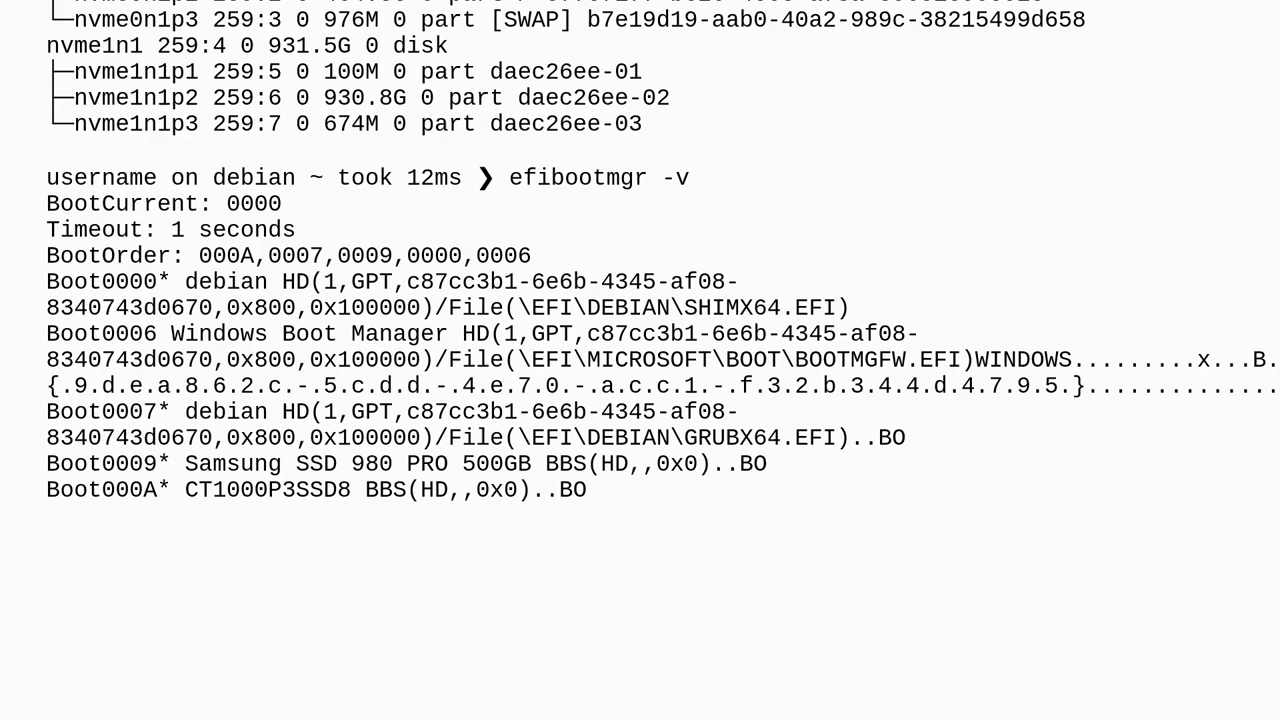 └─nvme0n1p3 259:3 0 976M 0 part [SWAP] b7e19d19-aab0-40a2-989c-38215499d658
nvme1n1 259:4 0 931.5G 0 disk
├─nvme1n1p1 259:5 0 100M 0 part daec26ee-01
├─nvme1n1p2 259:6 0 930.8G 0 part daec26ee-02
└─nvme1n1p3 259:7 0 674M 0 part daec26ee-03
username on debian ~ took 12ms ❯ efibootmgr -v
BootCurrent: 0000
Timeout: 1 seconds
BootOrder: 000A,0007,0009,0000,0006
Boot0000* debian HD(1,GPT,c87cc3b1-6e6b-4345-af08-
8340743d0670,0x800,0x100000)/File(\EFI\DEBIAN\SHIMX64.EFI)
Boot0006 Windows Boot Manager HD(1,GPT,c87cc3b1-6e6b-4345-af08-
8340743d0670,0x800,0x100000)/File(\EFI\MICROSOFT\BOOT\BOOTMGFW.EFI)WINDOWS.........x...B.
{.9.d.e.a.8.6.2.c.-.5.c.d.d.-.4.e.7.0.-.a.c.c.1.-.f.3.2.b.3.4.4.d.4.7.9.5.}..............
Boot0007* debian HD(1,GPT,c87cc3b1-6e6b-4345-af08-
8340743d0670,0x800,0x100000)/File(\EFI\DEBIAN\GRUBX64.EFI)..BO
Boot0009* Samsung SSD 980 PRO 500GB BBS(HD,,0x0)..BO
Boot000A* CT1000P3SSD8 BBS(HD,,0x0)..BO